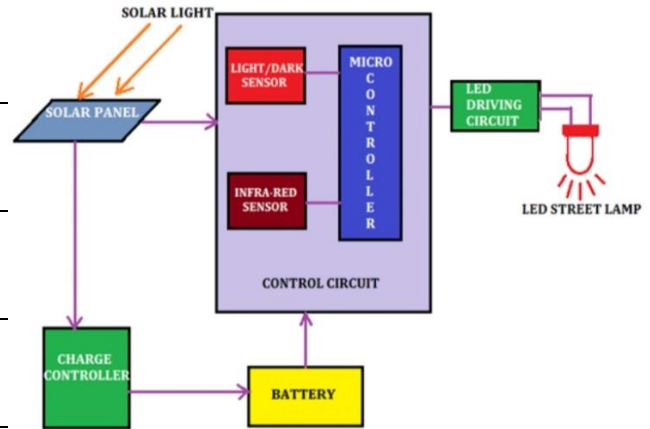 SOLAR LIGHT
SOLAR PANEL
LIGHT/DARK
SENSOR
MICRO
C
O
N
T
R
O
L
L
E
R
INFRA-RED
SENSOR
CONTROL CIRCUIT
LED
DRIVING
CIRCUIT
LED STREET LAMP
CHARGE
CONTROLLER
BATTERY